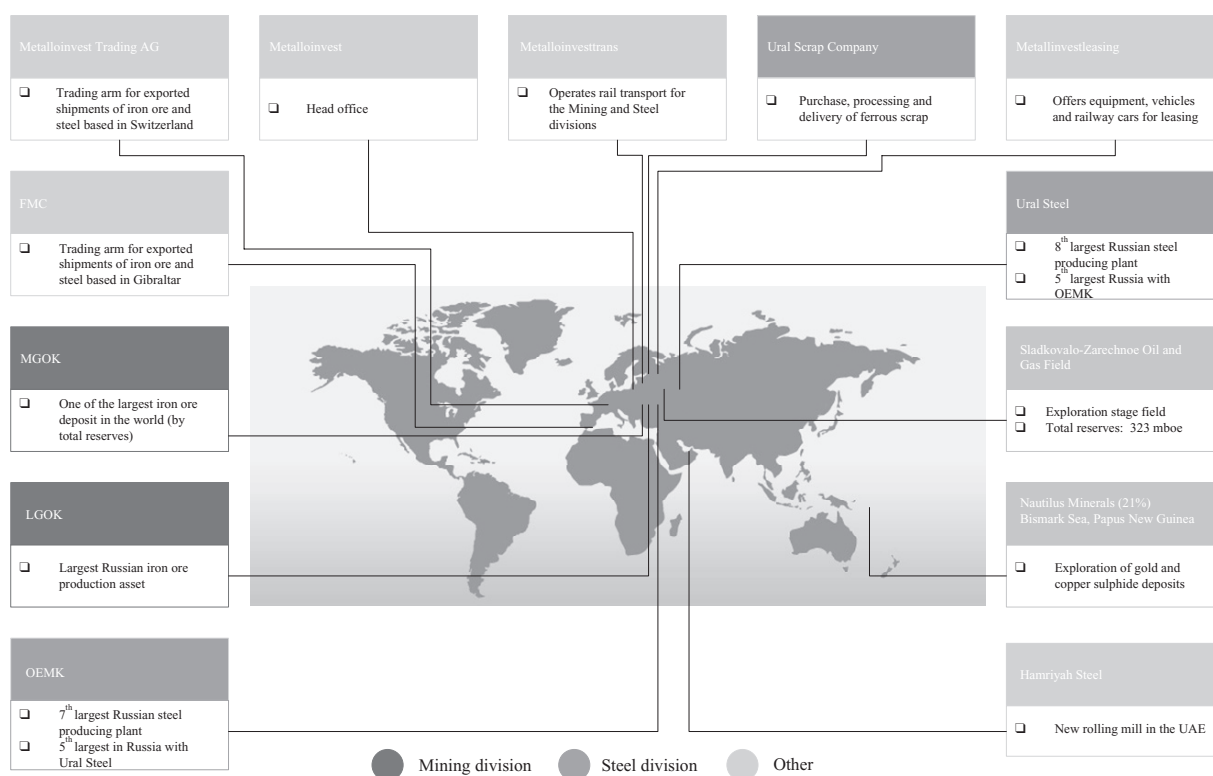 Metalloinvest Trading AG
❑ Trading arm for exported
shipments of iron ore and
steel based in Switzerland
Metalloinvest
❑ Head office
Metalloinvesttrans
❑ Operates rail transport for
the Mining and Steel
divisions
Ural Scrap Company
❑ Purchase, processing and
delivery of ferrous scrap
Metallinvestleasing
❑ Offers equipment, vehicles
and railway cars for leasing
FMC
❑ Trading arm for exported
shipments of iron ore and
steel based in Gibraltar
Ural Steel
❑ 8th largest Russian steel
producing plant
❑ 5th largest Russia with
OEMK
MGOK
❑ One of the largest iron ore
deposit in the world (by
total reserves)
Sladkovalo-Zarechnoe Oil and
Gas Field
❑ Exploration stage field
❑ Total reserves: 323 mboe
LGOK
❑ Largest Russian iron ore
production asset
Nautilus Minerals (21%)
Bismark Sea, Papus New Guinea
❑ Exploration of gold and
copper sulphide deposits
OEMK
❑ 7th largest Russian steel
producing plant
❑ 5th largest in Russia with
Ural Steel
Hamriyah Steel
❑ New rolling mill in the UAE
Mining division Steel division Other